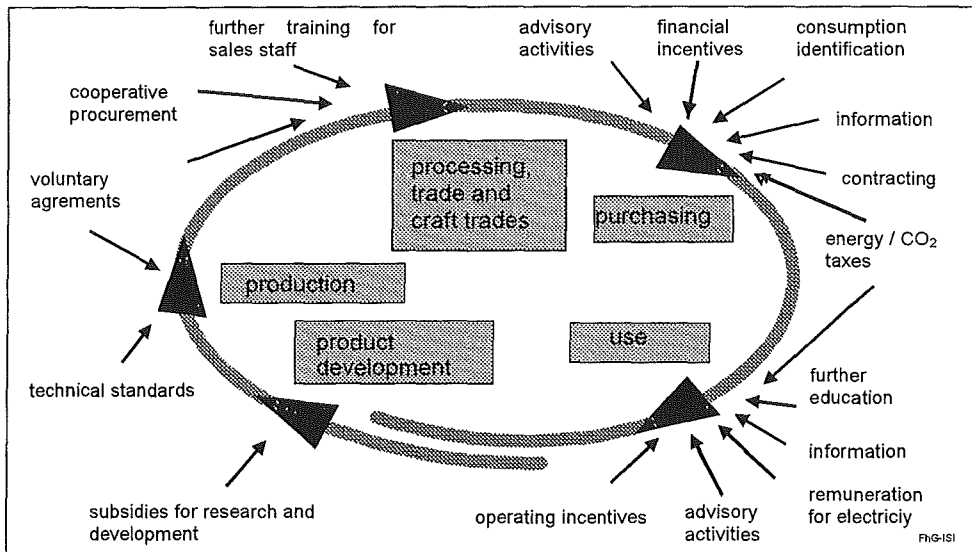 further training for
sales staff
advisory
activities
financial
incentives
consumption
identification
cooperative
procurement
information
voluntary
agrements
processing,
trade and
craft trades
purchasing
contracting
energy / CO₂
taxes
production
product
development
use
technical standards
further
education
information
subsidies for research and
development
operating incentives
advisory
activities
remuneration
for electriciy
FhG-ISI